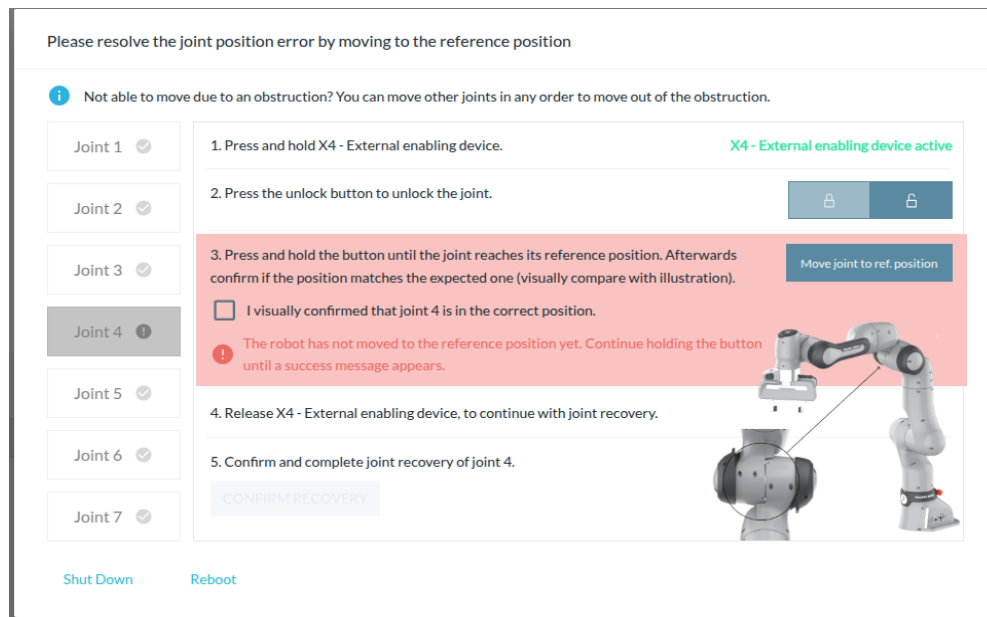 Please resolve the joint position error by moving to the reference position
Not able to move due to an obstruction? You can move other joints in any order to move out of the obstruction.
Joint 1
Joint 2
Joint 3
Joint 4
Joint 5
Joint 6
Joint 7
1. Press and hold X4 - External enabling device.
X4 - External enabling device active
2. Press the unlock button to unlock the joint.
3. Press and hold the button until the joint reaches its reference position. Afterwards
confirm if the position matches the expected one (visually compare with illustration).
Move joint to ref. position
I visually confirmed that joint 4 is in the correct position.
The robot has not moved to the reference position yet. Continue holding the button
until a success message appears.
4. Release X4 - External enabling device, to continue with joint recovery.
5. Confirm and complete joint recovery of joint 4.
CONFIRM RECOVERY
Shut Down
Reboot